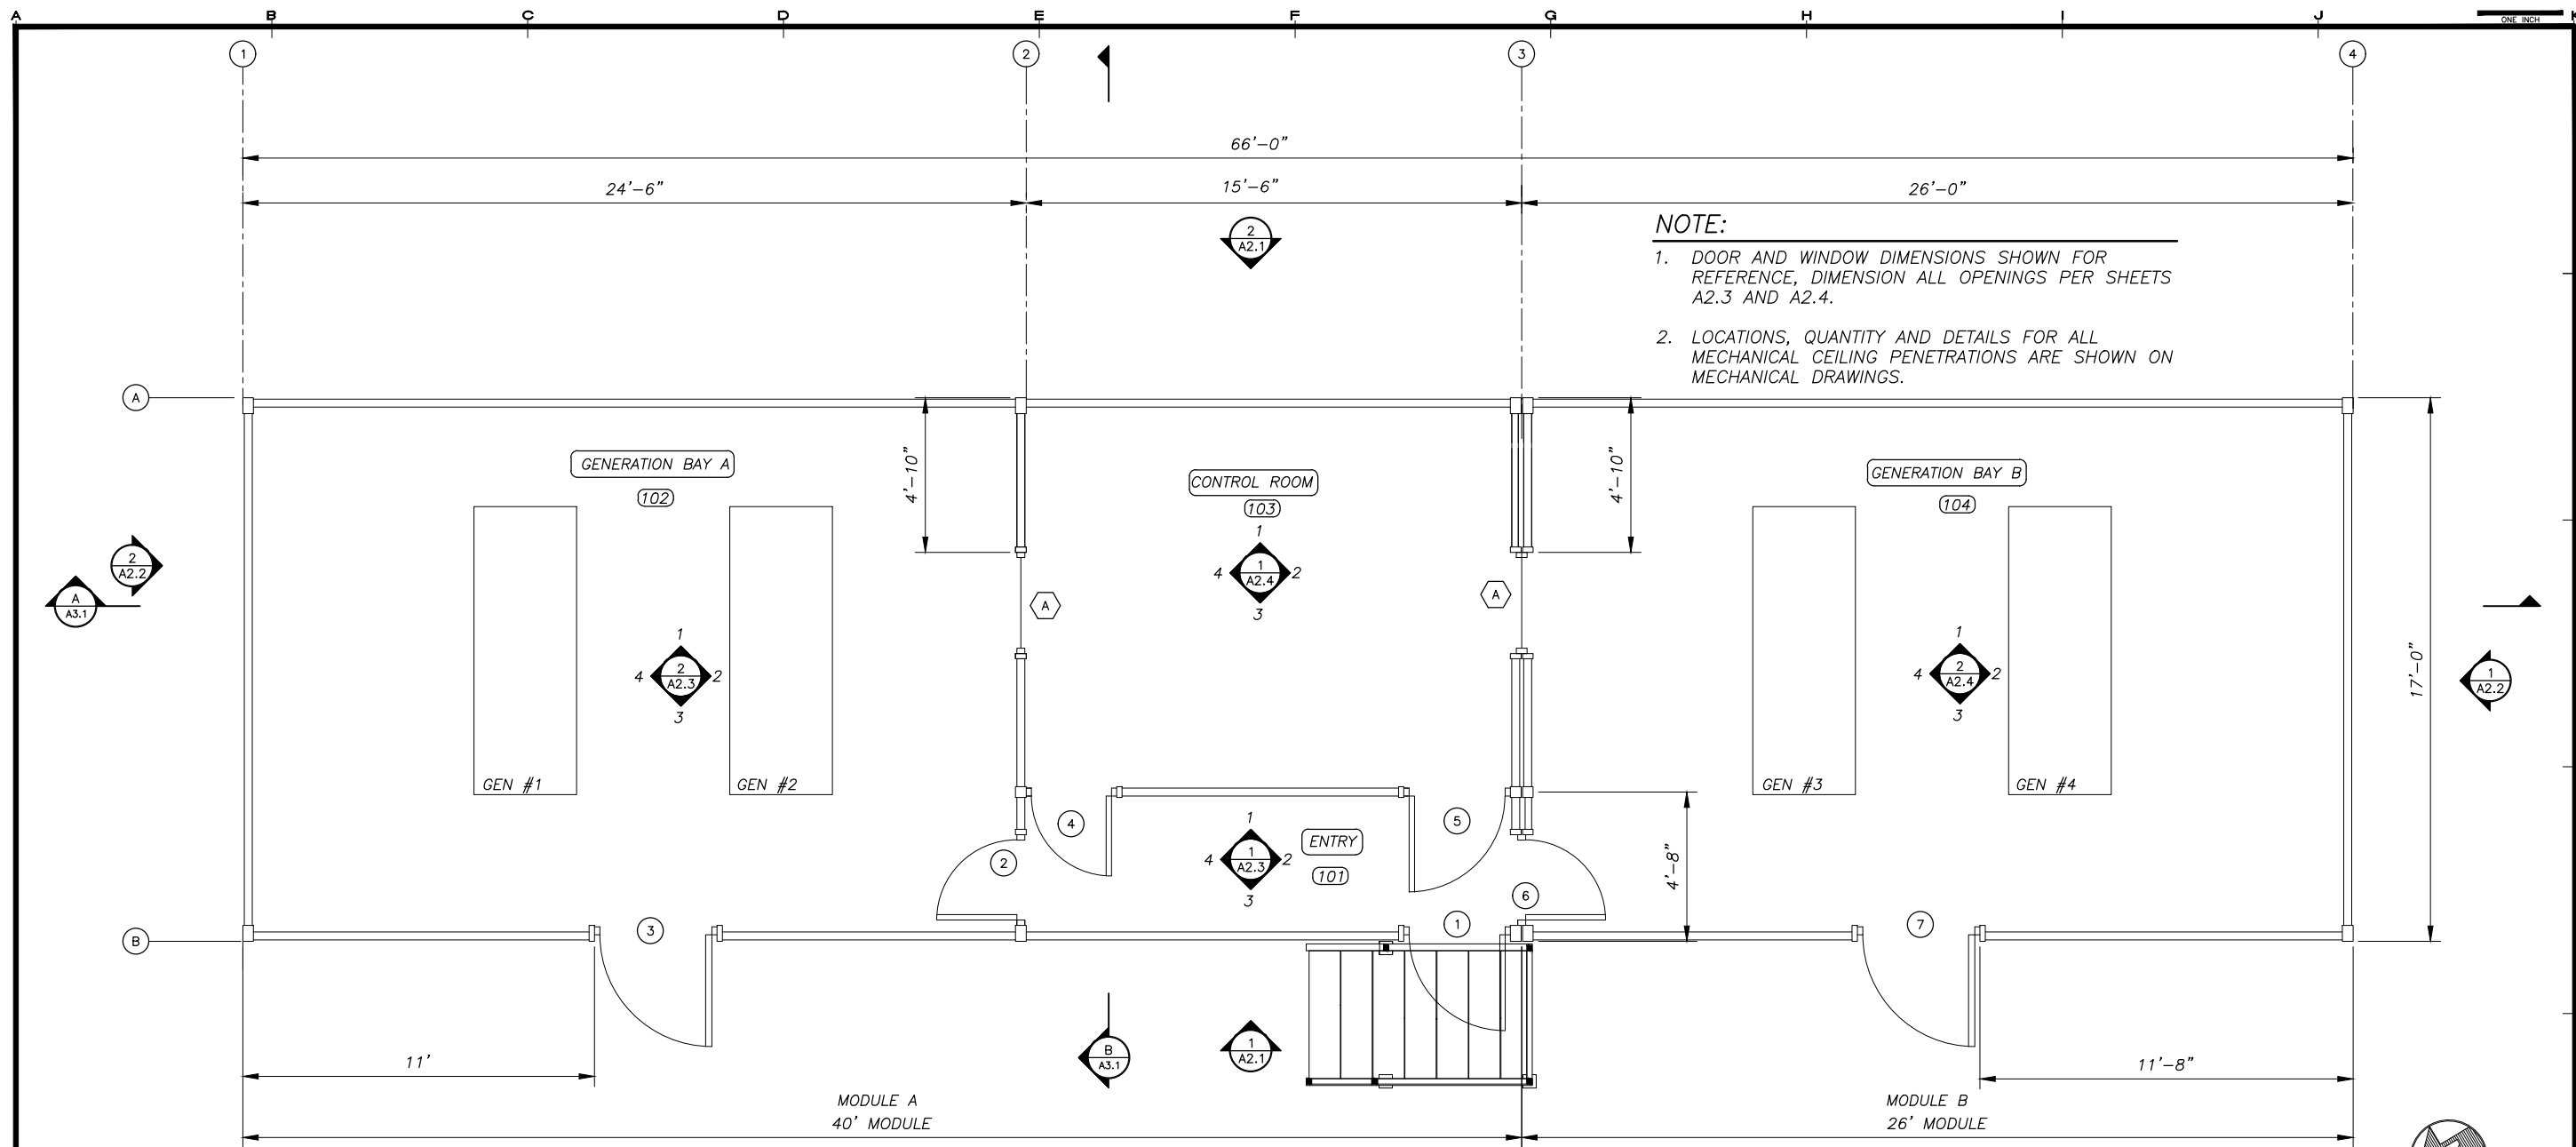 A B C D E F G H I J K
ONE INCH
1 2 3 4
66'-0"
24'-6" 15'-6" 26'-0"
2
A2.1
NOTE:
1. DOOR AND WINDOW DIMENSIONS SHOWN FOR
REFERENCE, DIMENSION ALL OPENINGS PER SHEETS
A2.3 AND A2.4.
2. LOCATIONS, QUANTITY AND DETAILS FOR ALL
MECHANICAL CEILING PENETRATIONS ARE SHOWN ON
MECHANICAL DRAWINGS.
A
GENERATION BAY A
102
4'-10"
CONTROL ROOM
103
4'-10"
GENERATION BAY B
104
2
A2.2
A
A3.1
1
4 1 2
A2.4
3
A
A
1
4 2 2
A2.3
3
1
4 2 2
A2.4
3
17'-0"
1
A2.2
GEN #1
GEN #2
GEN #3
GEN #4
4
5
2
1
4 1 2
A2.3
3
ENTRY
101
4'-8"
6
B
3
1
7
B
A3.1
1
A2.1
11'
11'-8"
MODULE A
40' MODULE
MODULE B
26' MODULE